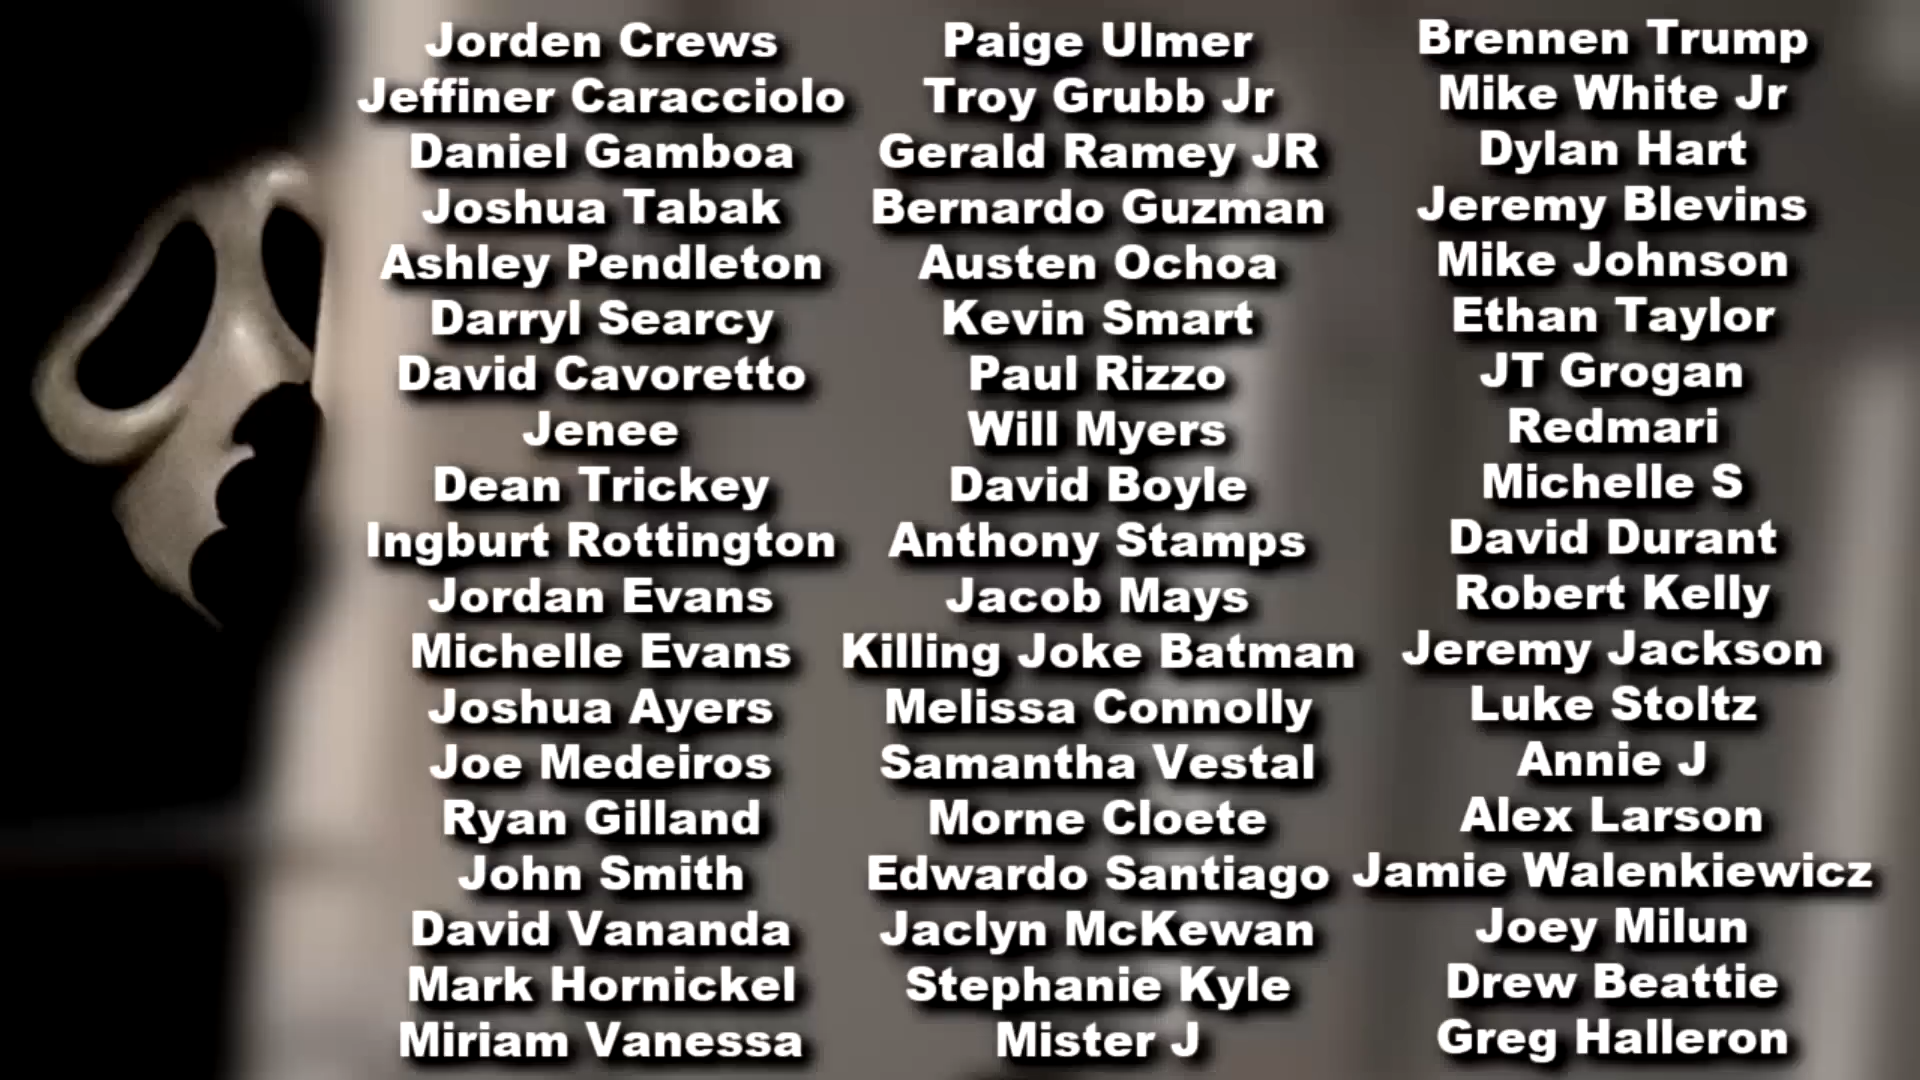 Jorden Crews
Jeffiner Caracciolo
Daniel Gamboa
Joshua Tabak
Ashley Pendleton
Darryl Searcy
David Cavoretto
Jenee
Dean Trickey
Ingburt Rottington
Jordan Evans
Michelle Evans
Joshua Ayers
Joe Medeiros
Ryan Gilland
John Smith
David Vananda
Mark Hornickel
Miriam Vanessa
Paige Ulmer
Troy Grubb Jr
Gerald Ramey JR
Bernardo Guzman
Austen Ochoa
Kevin Smart
Paul Rizzo
Will Myers
David Boyle
Anthony Stamps
Jacob Mays
Killing Joke Batman
Melissa Connolly
Samantha Vestal
Morne Cloete
Edwardo Santiago
Jaclyn McKewan
Stephanie Kyle
Mister J
Brennen Trump
Mike White Jr
Dylan Hart
Jeremy Blevins
Mike Johnson
Ethan Taylor
JT Grogan
Redmari
Michelle S
David Durant
Robert Kelly
Jeremy Jackson
Luke Stoltz
Annie J
Alex Larson
Jamie Walenkiewicz
Joey Milun
Drew Beattie
Greg Halleron